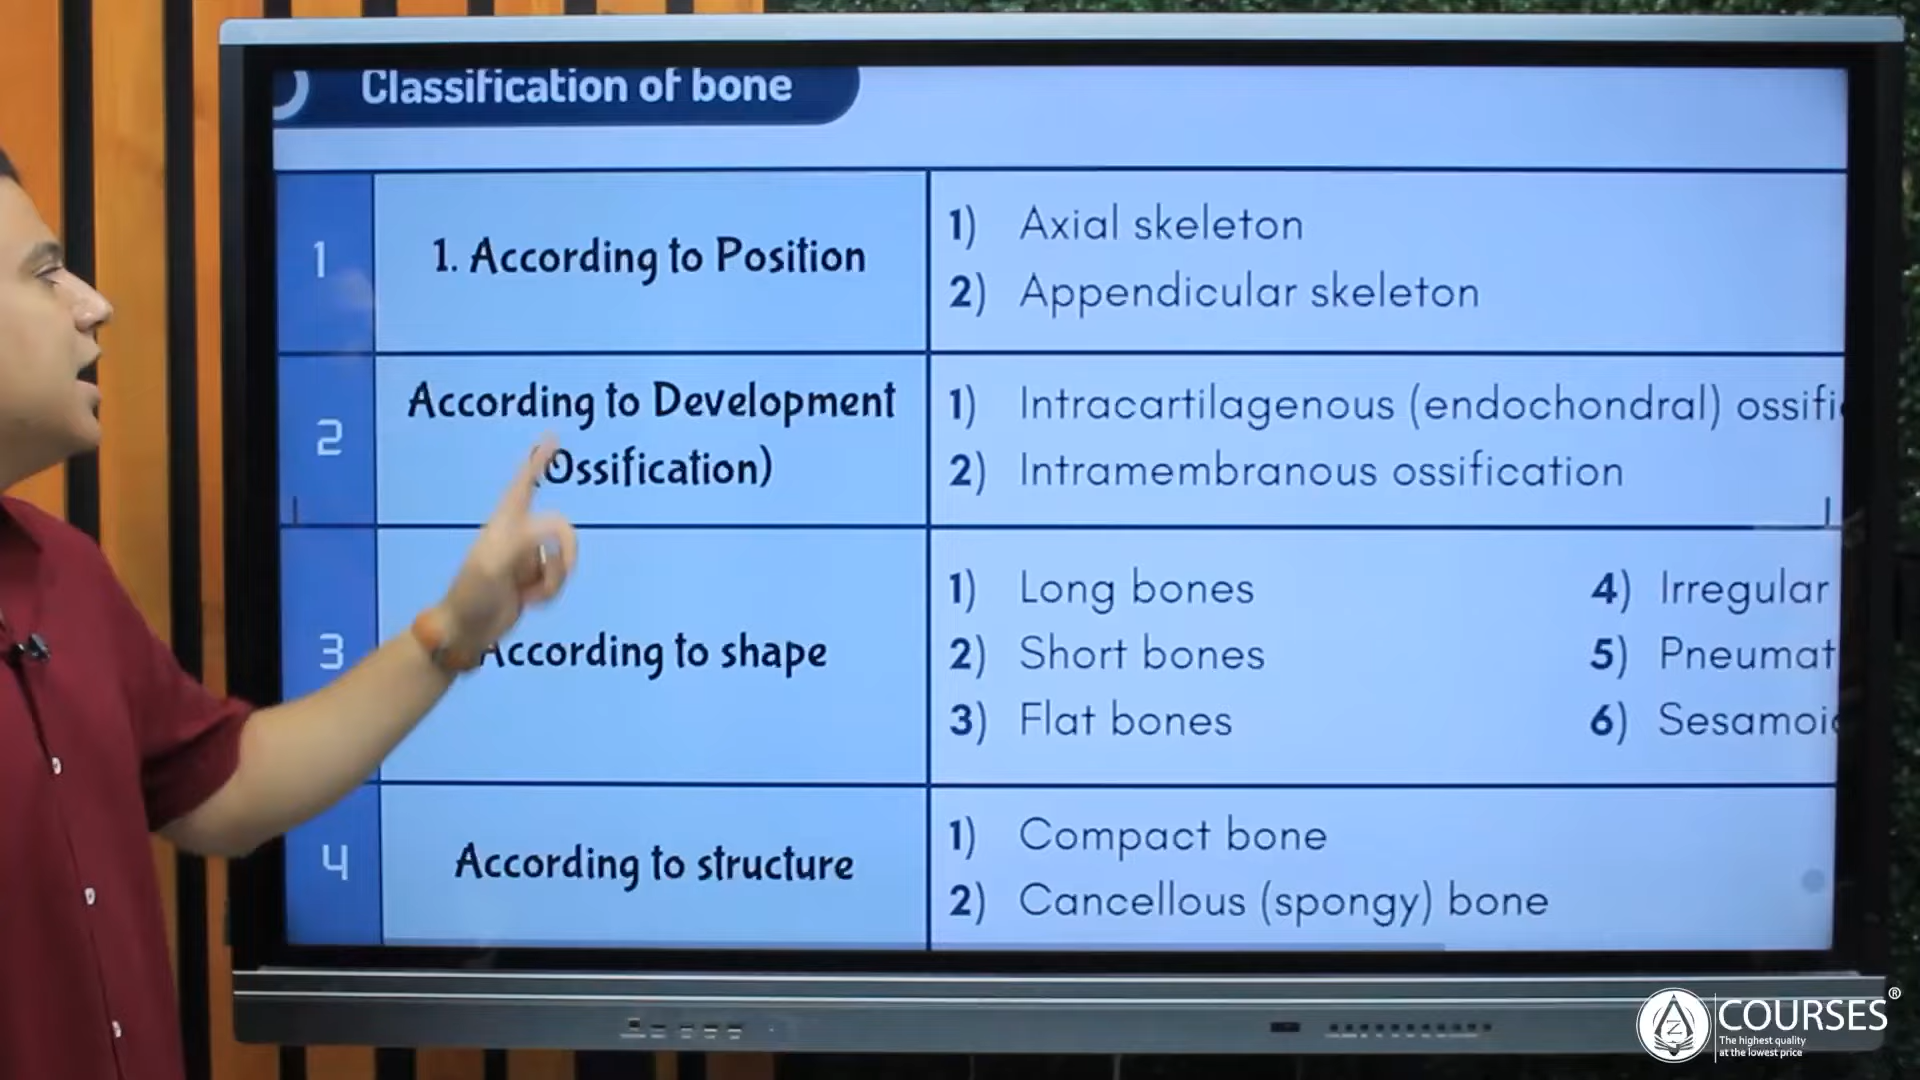 Classification of bone
1
1. According to Position
1) Axial skeleton
2) Appendicular skeleton
2
According to Development
(Ossification)
1) Intracartilagenous (endochondral)
2) Intramembranous ossification
3
According to shape
1) Long bones
2) Short bones
3) Flat bones
4) Irregular
5)
6)
4
According to structure
1) Compact bone
2) Cancellous (spongy) bone
COURSES®
The highest quality
at the lowest price